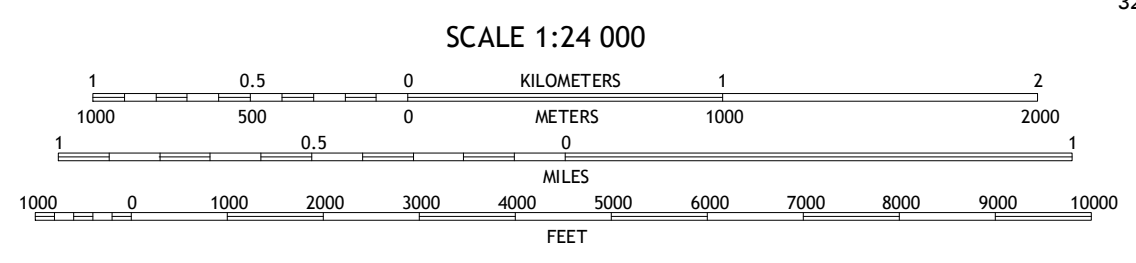 32
SCALE 1:24 000
1 0.5 0 KILOMETERS 1 2
1000 500 0 METERS 1000 2000
1 0.5 0 1
MILES
1000 0 1000 2000 3000 4000 5000 6000 7000 8000 9000 10000
FEET